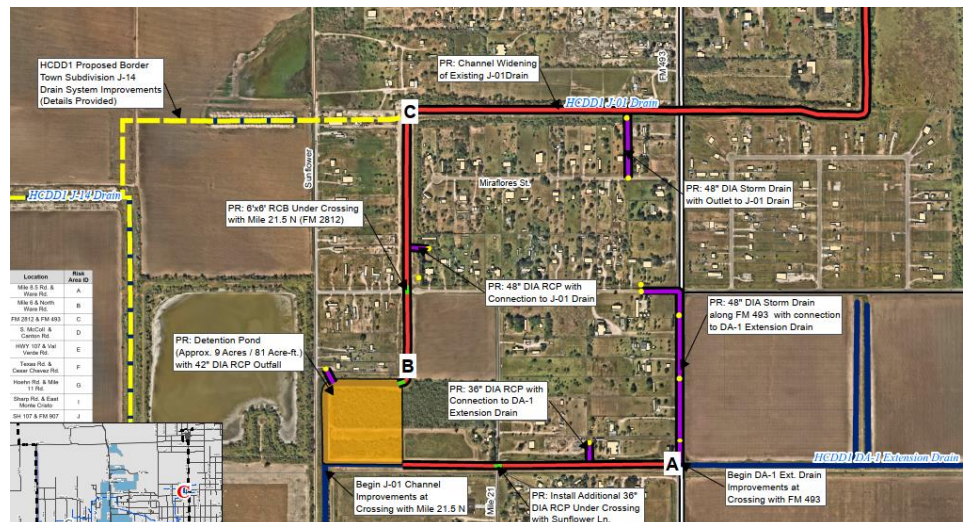 HCDD1 Proposed Border
Town Subdivision J-14
Drain System Improvements
(Details Provided)
PR: Channel Widening
of Existing J-01Drain
FM 493
HCDD1 J-01 Drain
C
Sunflower
Miraflores St.
HCDD1 J-14 Drain
PR: 6'x6' RCB Under Crossing
with Mile 21.5 N (FM 2812)
PR: 48" DIA Storm Drain
with Outlet to J-01 Drain
Location
Risk
Area ID
Mile 6.5 Rd. &
Ware Rd.
A
Mile 6 & North
Ware Rd.
B
FM 2812 & FM 493
C
S. McColl &
Canton Rd.
D
HWY 107 & Val
Verde Rd.
E
Texas Rd. &
Cesar Chavez Rd.
F
Hoehn Rd. & Mile
11 Rd.
G
Sharp Rd. & East
Monte Cristo
I
SH 107 & FM 907
J
PR: 48" DIA RCP with
Connection to J-01 Drain
PR: 48" DIA Storm Drain
along FM 493 with connection
to DA-1 Extension Drain
PR: Detention Pond
(Approx. 9 Acres / 81 Acre-ft.)
with 42" DIA RCP Outfall
B
PR: 36" DIA RCP with
Connection to DA-1
Extension Drain
A
HCDD1 DA-1 Extension Drain
Begin J-01 Channel
Improvements at
Crossing with Mile 21.5 N
Mile 21
PR: Install Additional 36"
DIA RCP Under Crossing
with Sunflower Ln.
Begin DA-1 Ext. Drain
Improvements at
Crossing with FM 493
C